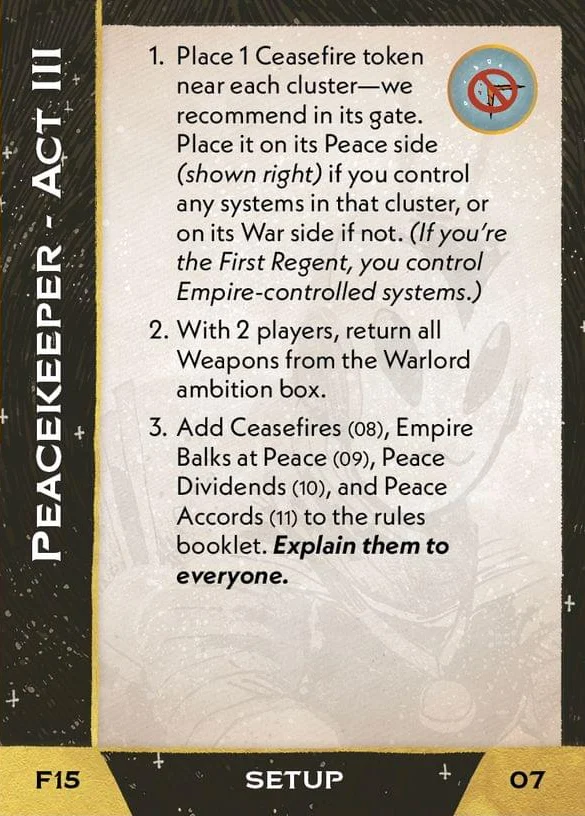 PEACEKEEPER - ACT III
1. Place 1 Ceasefire token
near each cluster—we
recommend in its gate.
Place it on its Peace side
(shown right) if you control
any systems in that cluster, or
on its War side if not. (If you're
the First Regent, you control
Empire-controlled systems.)
2. With 2 players, return all
Weapons from the Warlord
ambition box.
3. Add Ceasefires (08), Empire
Balks at Peace (09), Peace
Dividends (10), and Peace
Accords (11) to the rules
booklet. Explain them to
everyone.
F15
SETUP
07